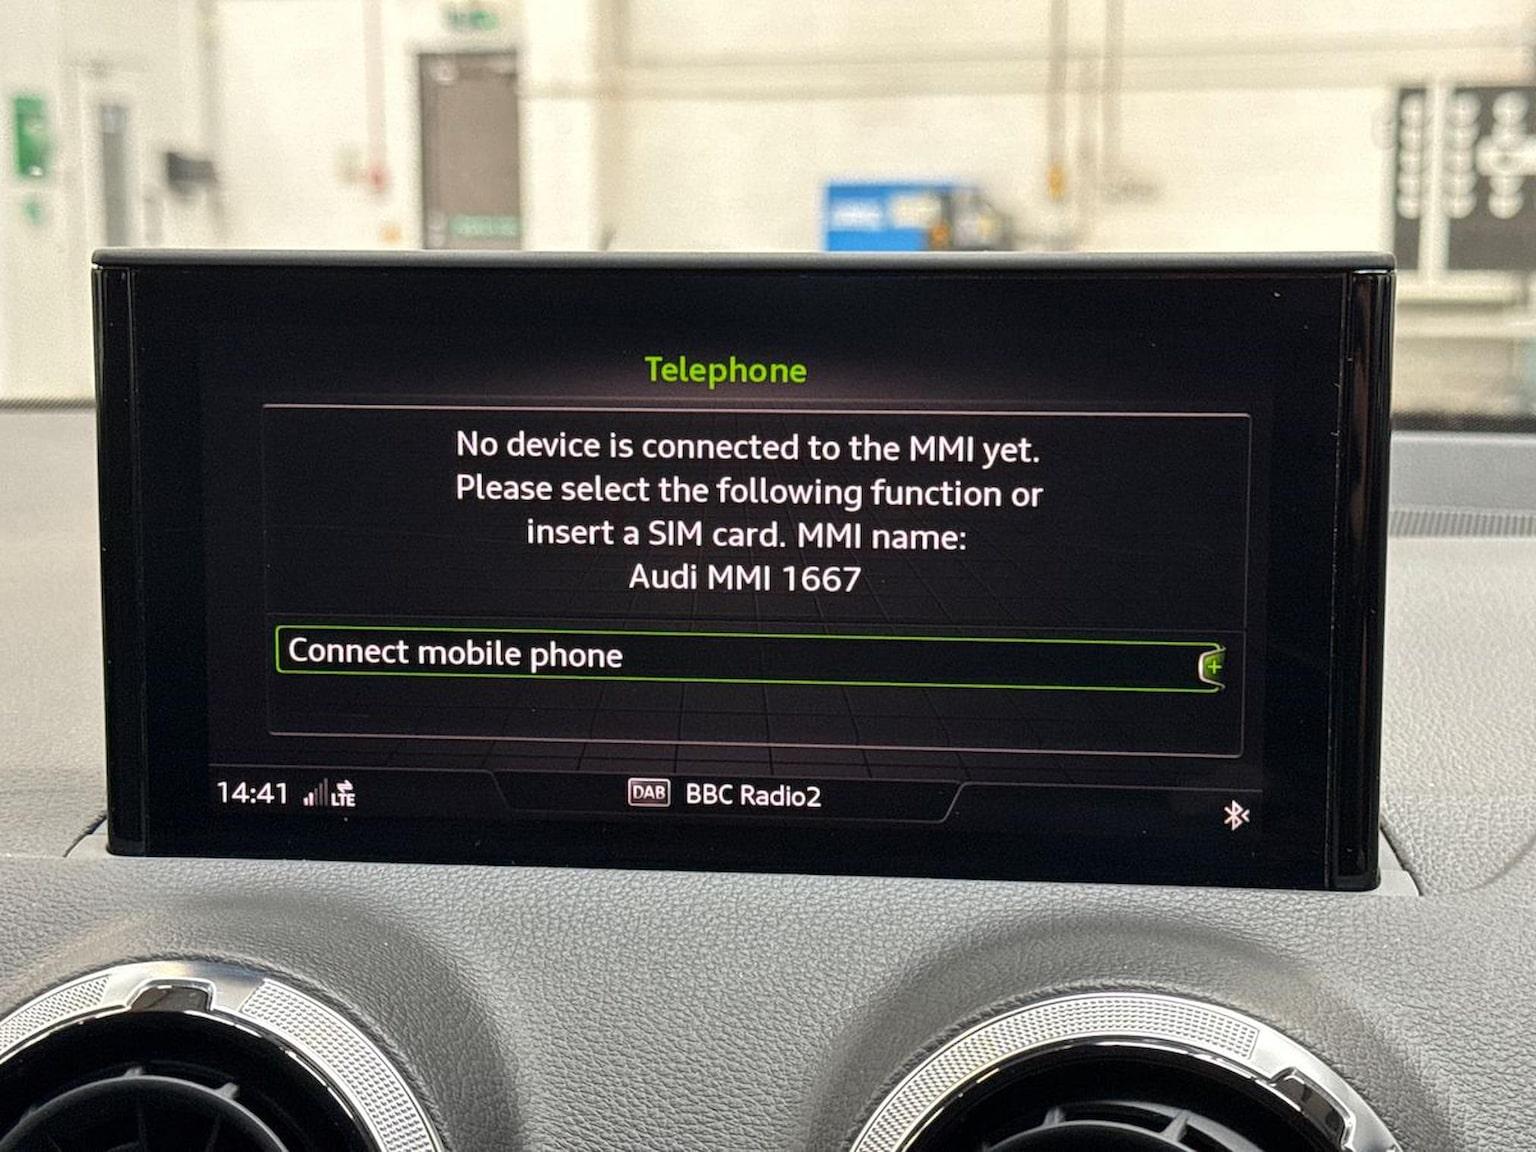 Telephone
No device is connected to the MMI yet.
Please select the following function or
insert a SIM card. MMI name:
Audi MMI 1667
Connect mobile phone
14:41 LTE DAB BBC Radio2